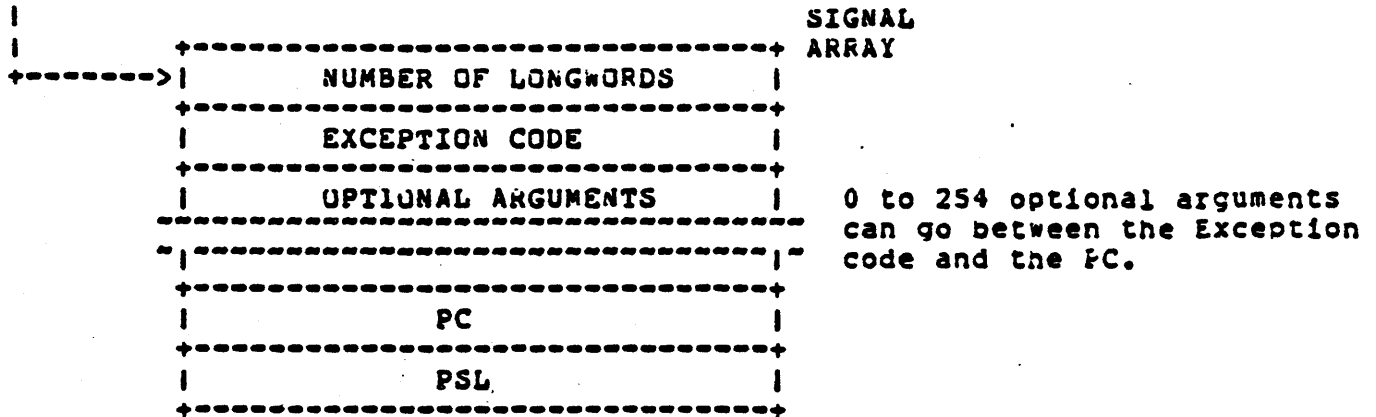 SIGNAL
ARRAY
NUMBER OF LONGWORDS
EXCEPTION CODE
OPTIONAL ARGUMENTS
0 to 254 optional arguments
can go between the Exception
code and the PC.
PC
PSL